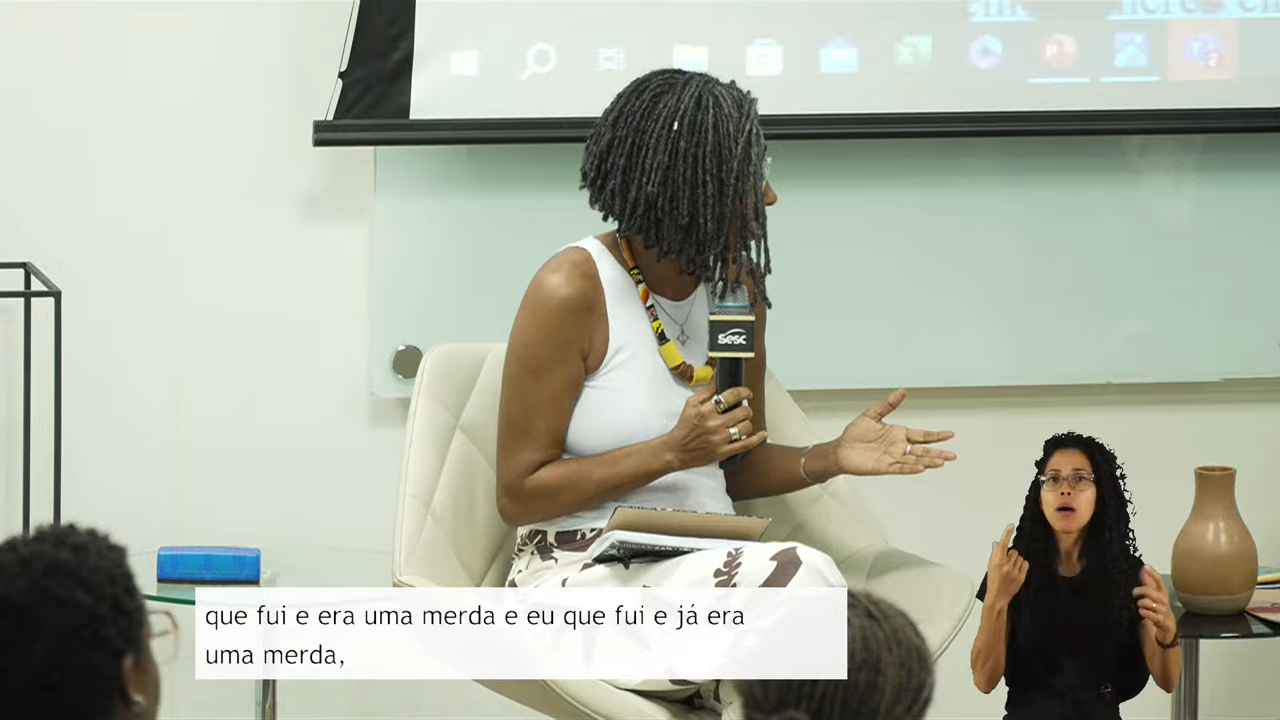 Sesc
que fui e era uma merda e eu que fui e já era
uma merda,